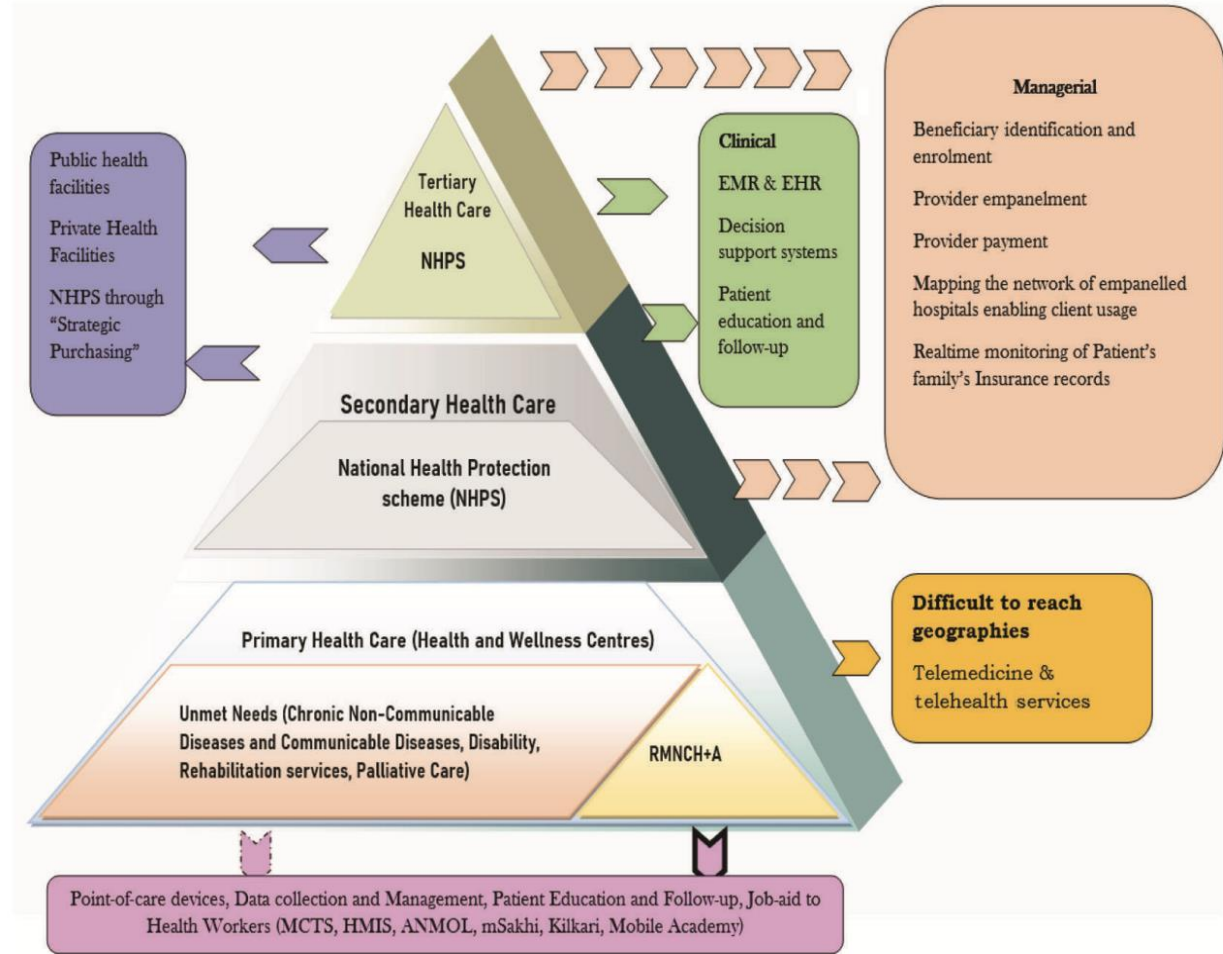 Public health
facilities
Private Health
Facilities
NHPS through
“Strategic
Purchasing”
Tertiary
Health Care
NHPS
Clinical
EMR & EHR
Decision
support systems
Patient
education and
follow-up
Managerial
Beneficiary identification and
enrolment
Provider empanelment
Provider payment
Mapping the network of empanelled
hospitals enabling client usage
Realtime monitoring of Patient’s
family’s Insurance records
Secondary Health Care
National Health Protection
scheme (NHPS)
Primary Health Care (Health and Wellness Centres)
Unmet Needs (Chronic Non-Communicable
Diseases and Communicable Diseases, Disability,
Rehabilitation services, Palliative Care)
RMNCH+A
Difficult to reach
geographies
Telemedicine &
telehealth services
Point-of-care devices, Data collection and Management, Patient Education and Follow-up, Job-aid to
Health Workers (MCTS, HMIS, ANMOL, mSakhi, Kilkari, Mobile Academy)